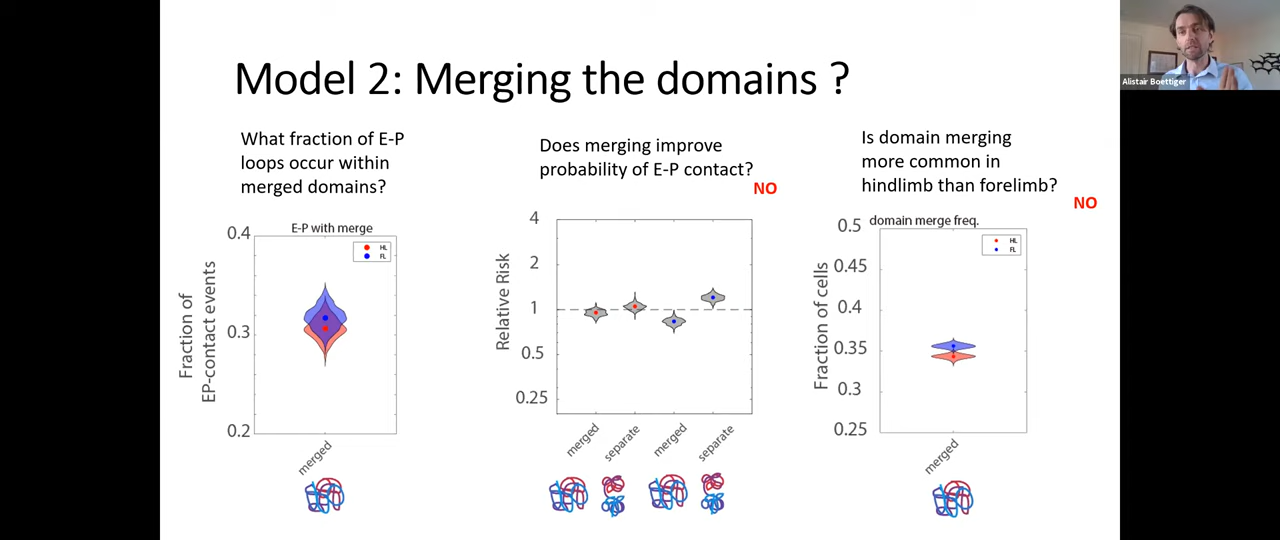 Model 2: Merging the domains ?
Alistair Boettiger
What fraction of E-P
loops occur within
merged domains?
E-P with merge
0.4
0.3
0.2
Fraction of
EP-contact events
HL
FL
merged
Does merging improve
probability of E-P contact?
NO
4
2
1
0.5
0.25
Relative Risk
merged
separate
merged
separate
Is domain merging
more common in
hindlimb than forelimb?
NO
domain merge freq.
0.5
0.45
0.4
0.35
0.3
0.25
Fraction of cells
HL
FL
merged